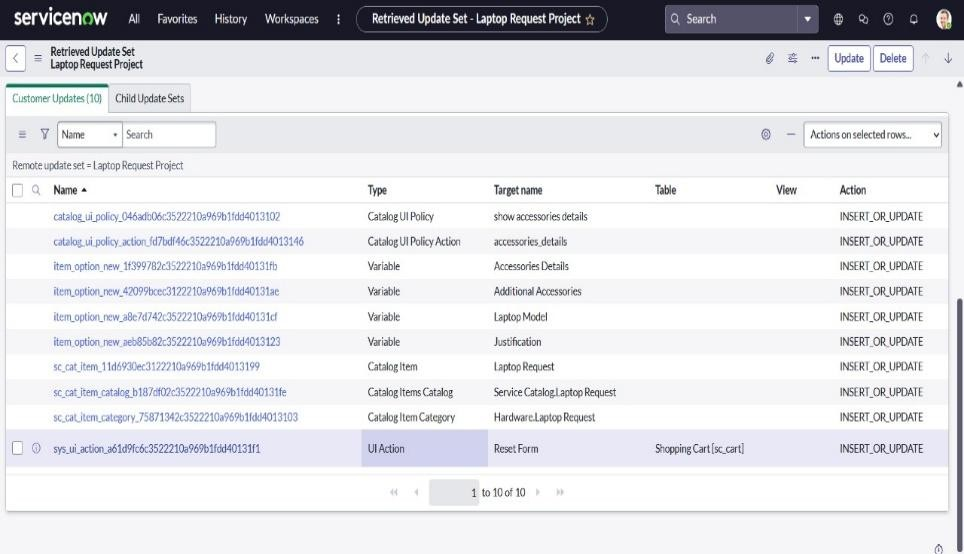 servicenow All Favorites History Workspaces Retrieved Update Set - Laptop Request Project Search
Retrieved Update Set
Laptop Request Project
Update Delete
Customer Updates (10) Child Update Sets
Name Search Actions on selected rows...
Remote update set = Laptop Request Project
Name Type Target name Table View Action
catalog_ui_policy_046adb06c3522210a969b1fdd4013102 Catalog UI Policy show accessories details INSERT_OR_UPDATE
catalog_ui_policy_action_fd7bdf46c3522210a969b1fdd4013146 Catalog UI Policy Action accessories_details INSERT_OR_UPDATE
item_option_new_1f399782c3522210a969b1fdd40131fb Variable Accessories Details INSERT_OR_UPDATE
item_option_new_42099bcec3122210a969b1fdd40131ae Variable Additional Accessories INSERT_OR_UPDATE
item_option_new_a8e7d742c3522210a969b1fdd40131cf Variable Laptop Model INSERT_OR_UPDATE
item_option_new_aeb85b82c3522210a969b1fdd4013123 Variable Justification INSERT_OR_UPDATE
sc_cat_item_11d6930ec3122210a969b1fdd4013199 Catalog Item Laptop Request INSERT_OR_UPDATE
sc_cat_item_catalog_b187df02c3522210a969b1fdd40131fe Catalog Items Catalog Service Catalog.Laptop Request INSERT_OR_UPDATE
sc_cat_item_category_75871342c3522210a969b1fdd4013103 Catalog Item Category Hardware.Laptop Request INSERT_OR_UPDATE
sys_ui_action_a61d9fc6c3522210a969b1fdd40131f1 UI Action Reset Form Shopping Cart [sc_cart] INSERT_OR_UPDATE
1 to 10 of 10